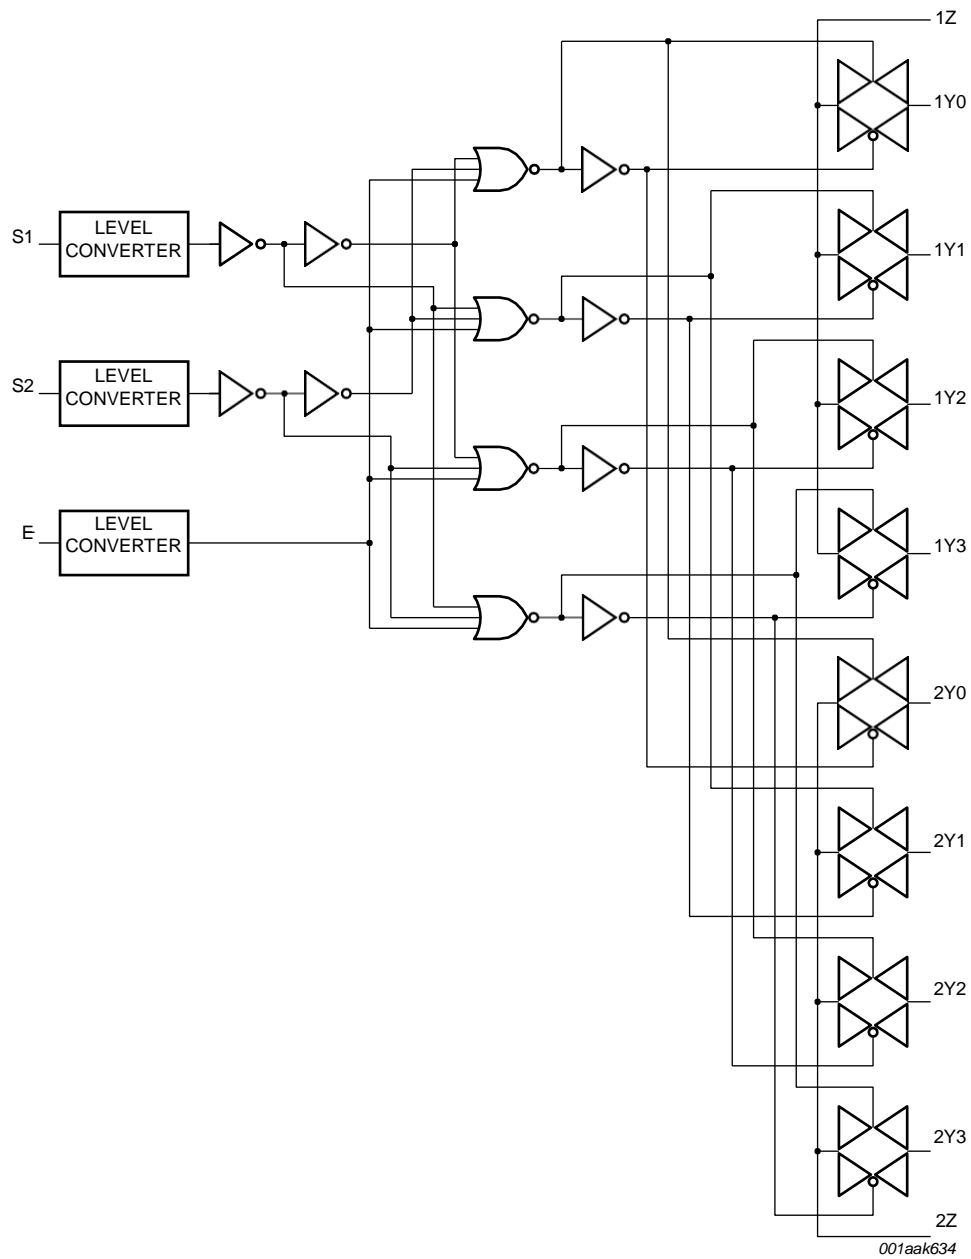 1Z
1Y0
S1
LEVEL
CONVERTER
1Y1
S2
LEVEL
CONVERTER
1Y2
E
LEVEL
CONVERTER
1Y3
2Y0
2Y1
2Y2
2Y3
2Z
001aak634